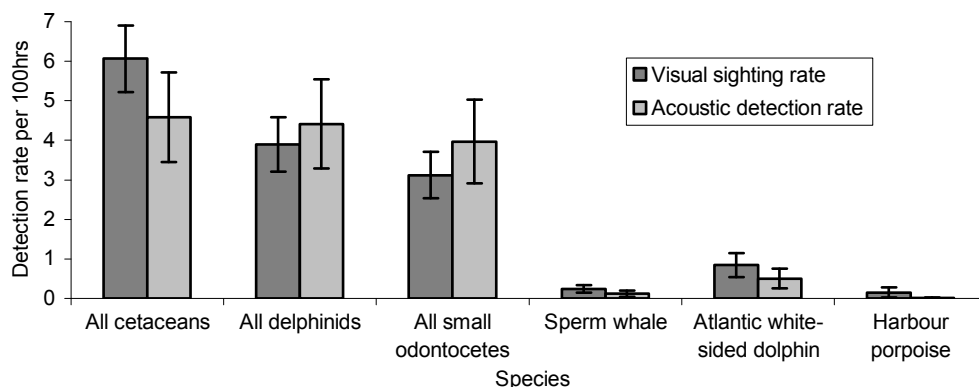 Detection rate per 100hrs
7
6
5
4
3
2
1
0
Visual sighting rate
Acoustic detection rate
All cetaceans
All delphinids
All small
odontocetes
Sperm whale
Atlantic white-
sided dolphin
Harbour
porpoise
Species